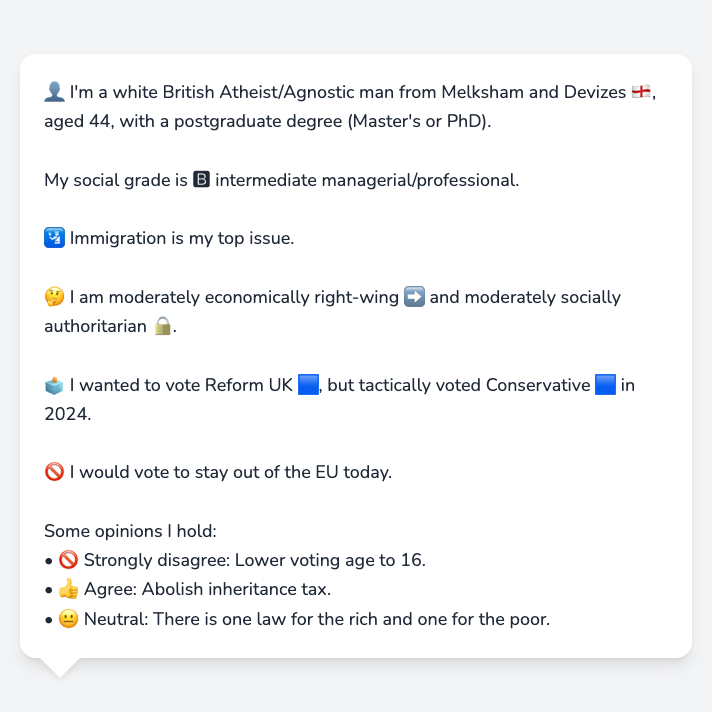 👤 I'm a white British Atheist/Agnostic man from Melksham and Devizes 🏴󠁧󠁢󠁥󠁮󠁧󠁿,
aged 44, with a postgraduate degree (Master's or PhD).
My social grade is 🅱 intermediate managerial/professional.
🛂 Immigration is my top issue.
🤔 I am moderately economically right-wing ➡️ and moderately socially
authoritarian 🔒.
🗳️ I wanted to vote Reform UK 🟦, but tactically voted Conservative 🟦 in
2024.
🚫 I would vote to stay out of the EU today.
Some opinions I hold:
• 🚫 Strongly disagree: Lower voting age to 16.
• 👍 Agree: Abolish inheritance tax.
• 😐 Neutral: There is one law for the rich and one for the poor.